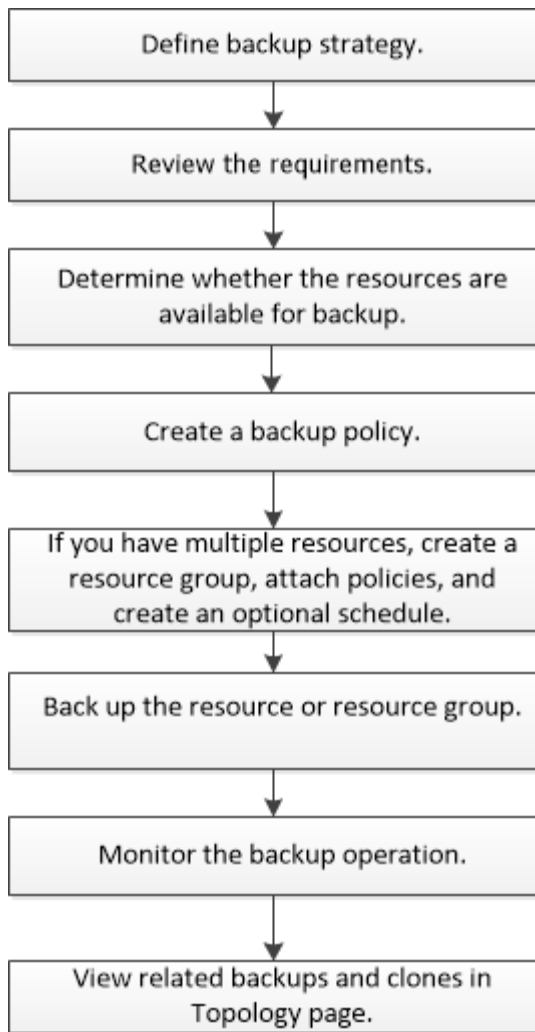 Define backup strategy.
Review the requirements.
Determine whether the resources are
available for backup.
Create a backup policy.
If you have multiple resources, create a
resource group, attach policies, and
create an optional schedule.
Back up the resource or resource group.
Monitor the backup operation.
View related backups and clones in
Topology page.